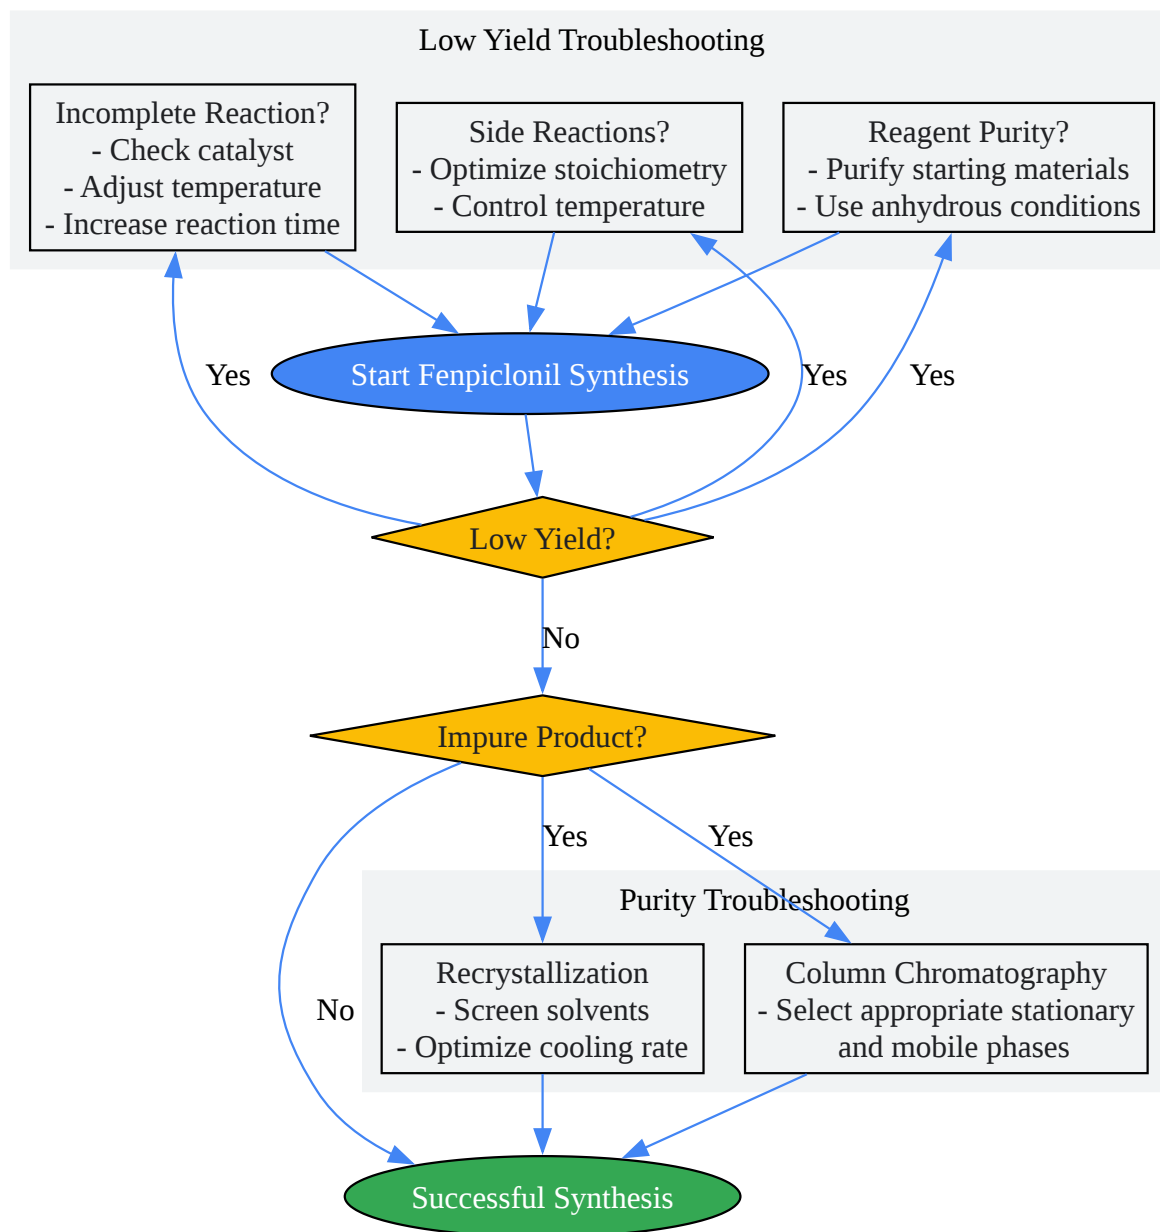 Low Yield Troubleshooting
Incomplete Reaction?
- Check catalyst
- Adjust temperature
- Increase reaction time
Side Reactions?
- Optimize stoichiometry
- Control temperature
Reagent Purity?
- Purify starting materials
- Use anhydrous conditions
Yes
Start Fenpiclonil Synthesis
Yes
Yes
Low Yield?
No
Impure Product?
Yes
Yes
Purity Troubleshooting
Recrystallization
- Screen solvents
- Optimize cooling rate
Column Chromatography
- Select appropriate stationary
and mobile phases
No
Successful Synthesis